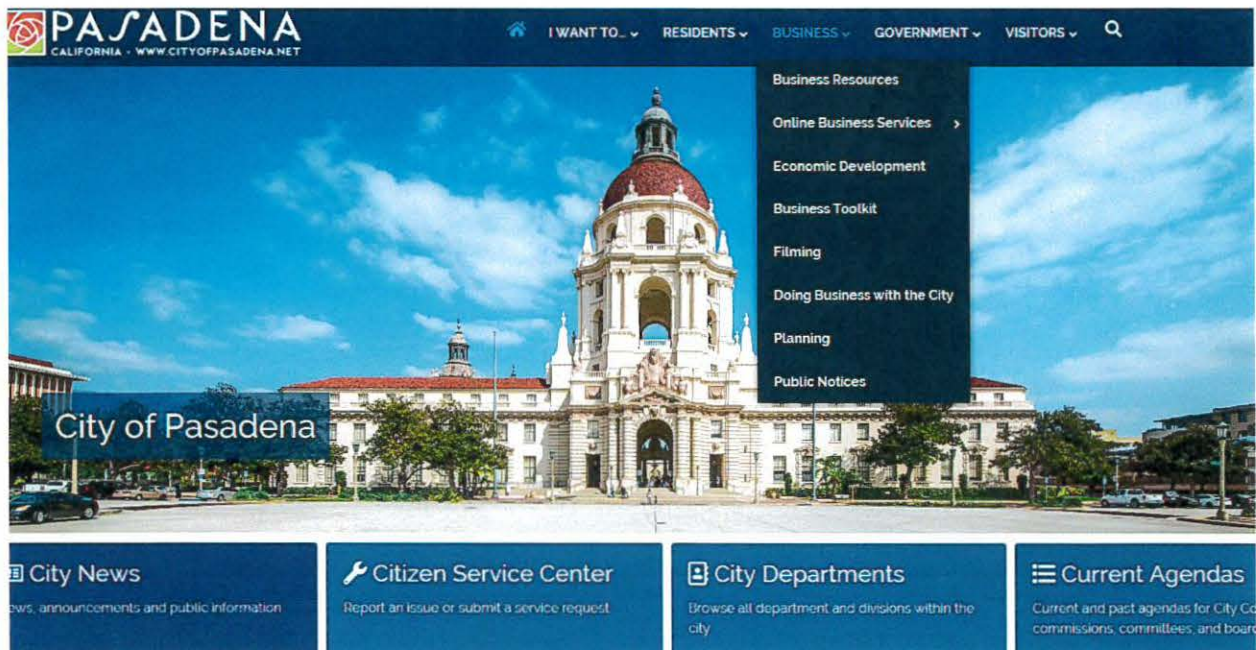 PASADENA
CALIFORNIA - WWW.CITYOFPASADENA.NET
I WANT TO... RESIDENTS BUSINESS GOVERNMENT VISITORS
Business Resources
Online Business Services
Economic Development
Business Toolkit
Filming
Doing Business with the City
Planning
Public Notices
City of Pasadena
City News
announcements and public information
Citizen Service Center
Report an issue or submit a service request
City Departments
Browse all department and divisions within the
city
Current Agendas
Current and past agendas for City
commissions, committees, and